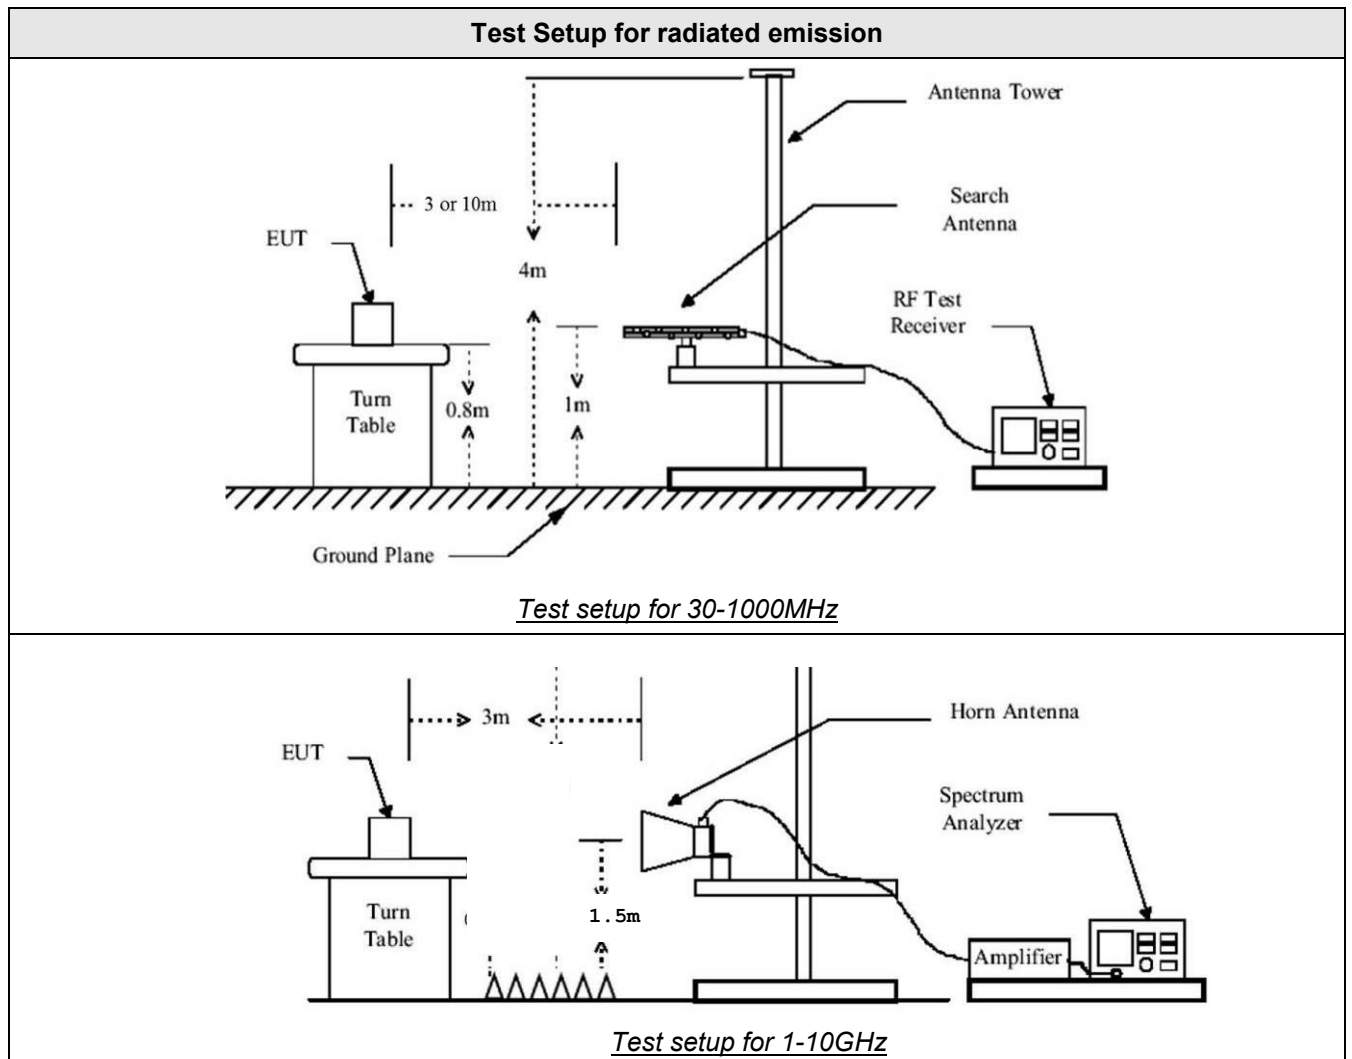 Test Setup for radiated emission
Antenna Tower
3 or 10m
Search
Antenna
EUT
4m
RF Test
Receiver
Turn
Table
0.8m
1m
Ground Plane
Test setup for 30-1000MHz
3m
Horn Antenna
EUT
Spectrum
Analyzer
Turn
Table
1.5m
Amplifier
Test setup for 1-10GHz